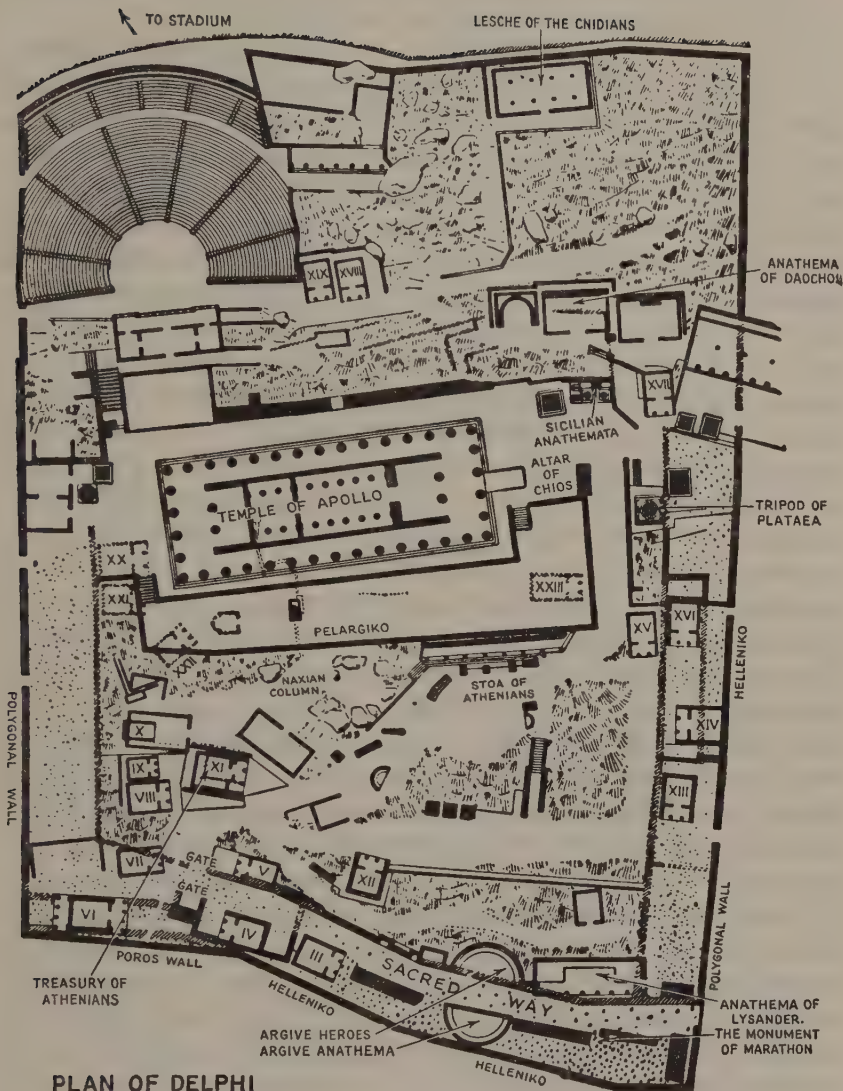 TO STADIUM
LESCHE OF THE CNIDIANS
XIX
XVIII
ANATHEMA
OF DAOCHOU
XVII
SICILIAN
ANATHEMATA
ALTAR
OF
CHIOS
TEMPLE OF APOLLO
TRIPOD OF
PLATAEA
XX
XXI
XXIII
XV
XVI
PELARGIKO
XXII
NAXIAN
COLUMN
STOA OF
ATHENIANS
HELLENIKO
POLYGONAL WALL
X
XI
IX
VIII
XIV
XIII
VII
GATE
V
GATE
XII
VI
IV
III
POROS WALL
POLYGONAL WALL
SACRED WAY
TREASURY OF
ATHENIANS
HELLENIKO
ANATHEMA OF
LYSANDER.
ARGIVE HEROES
ARGIVE ANATHEMA
THE MONUMENT
OF MARATHON
HELLENIKO
PLAN OF DELPHI